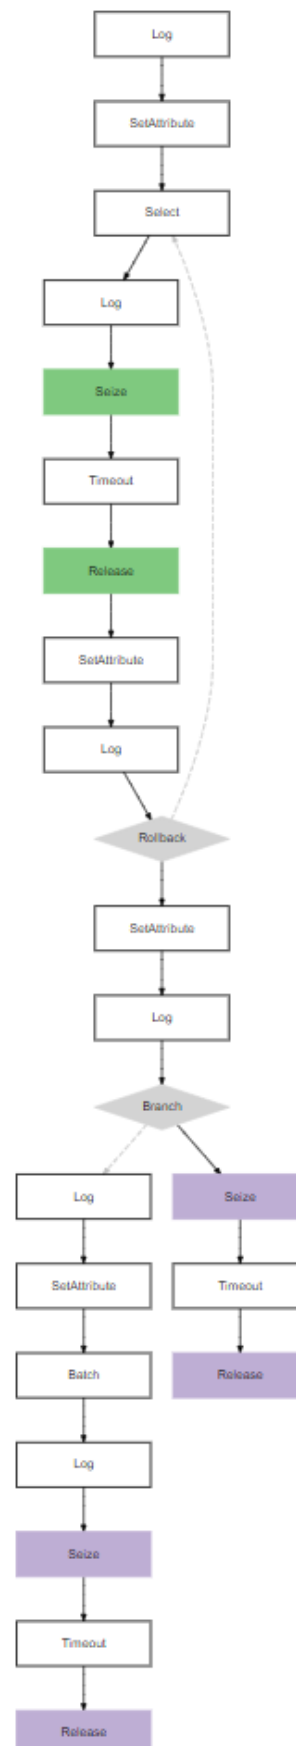 Log
SetAttribute
Select
Log
Seize
Timeout
Release
SetAttribute
Log
Rollback
SetAttribute
Log
Branch
Log
Seize
SetAttribute
Timeout
Batch
Release
Log
Seize
Timeout
Release